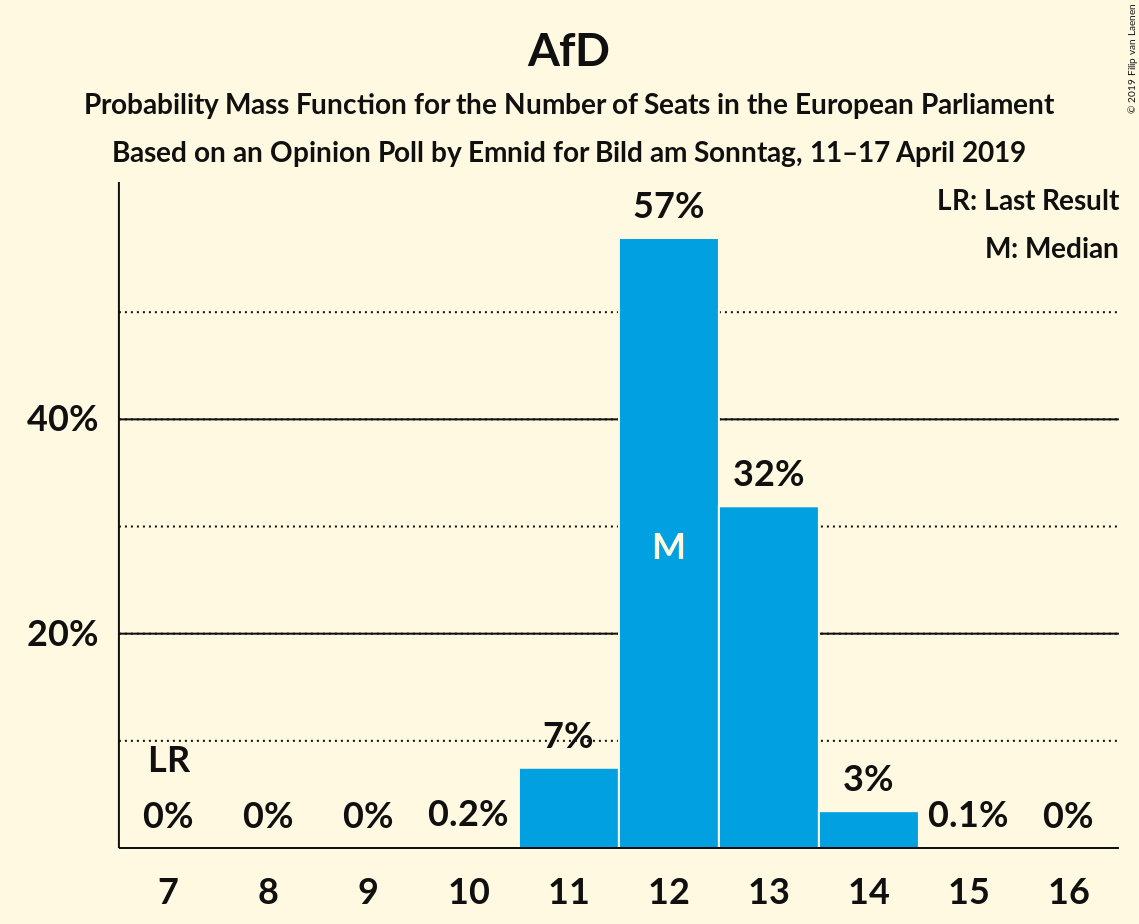 AfD
Probability Mass Function for the Number of Seats in the European Parliament
Based on an Opinion Poll by Emnid for Bild am Sonntag, 11–17 April 2019
© 2019 Filip van Laenen
LR: Last Result
M: Median
57%
40%
32%
M
20%
7%
LR
3%
0%
0%
0%
0.2%
0.1%
0%
7
8
9
10
11
12
13
14
15
16